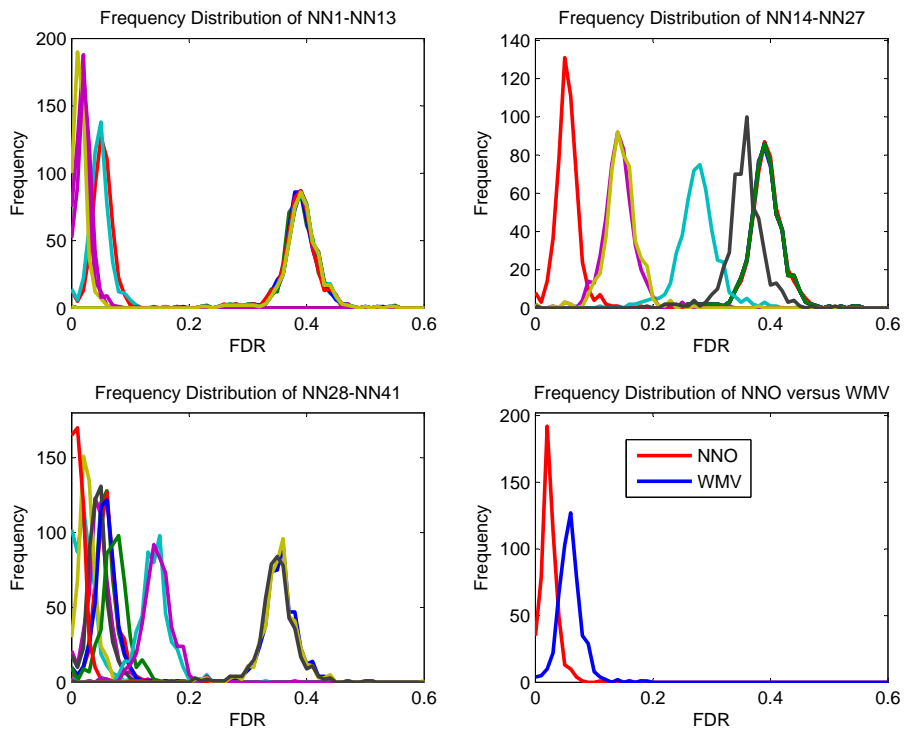 Frequency Distribution of NN1-NN13
200
150
100
50
0
0
0.2
0.4
0.6
Frequency
FDR
Frequency Distribution of NN14-NN27
140
120
100
80
60
40
20
0
0
0.2
0.4
0.6
Frequency
FDR
Frequency Distribution of NN28-NN41
150
100
50
0
0
0.2
0.4
0.6
Frequency
FDR
Frequency Distribution of NNO versus WMV
200
150
100
50
0
0
0.2
0.4
0.6
Frequency
FDR
NNO
WMV